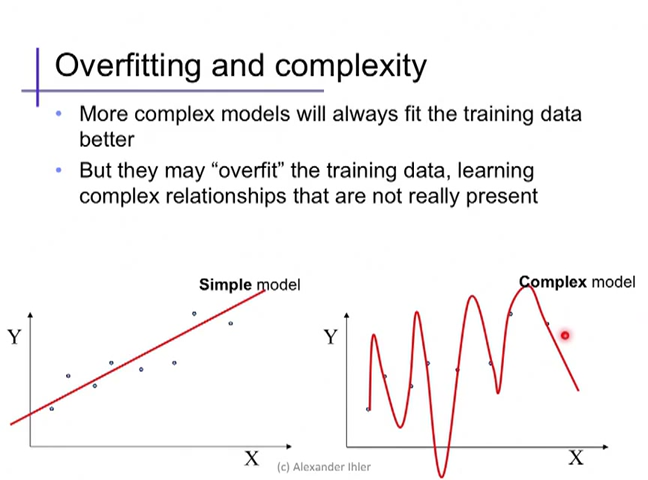 Overfitting and complexity
• More complex models will always fit the training data
better
• But they may “overfit” the training data, learning
complex relationships that are not really present
Simple model
Complex model
Y
Y
X
X
(c) Alexander Ihler